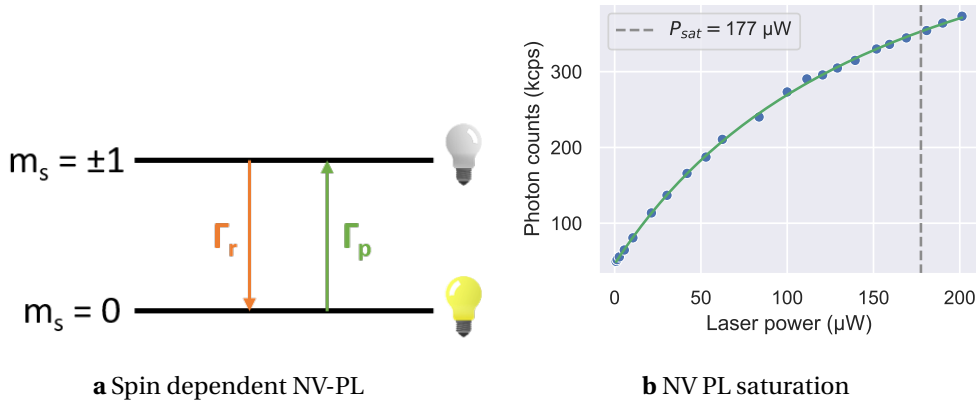 m_s = ±1
Γ_r
Γ_p
m_s = 0
a Spin dependent NV-PL
P_sat = 177 µW
Photon counts (kcps)
300
200
100
0
50
100
150
200
Laser power (µW)
b NV PL saturation